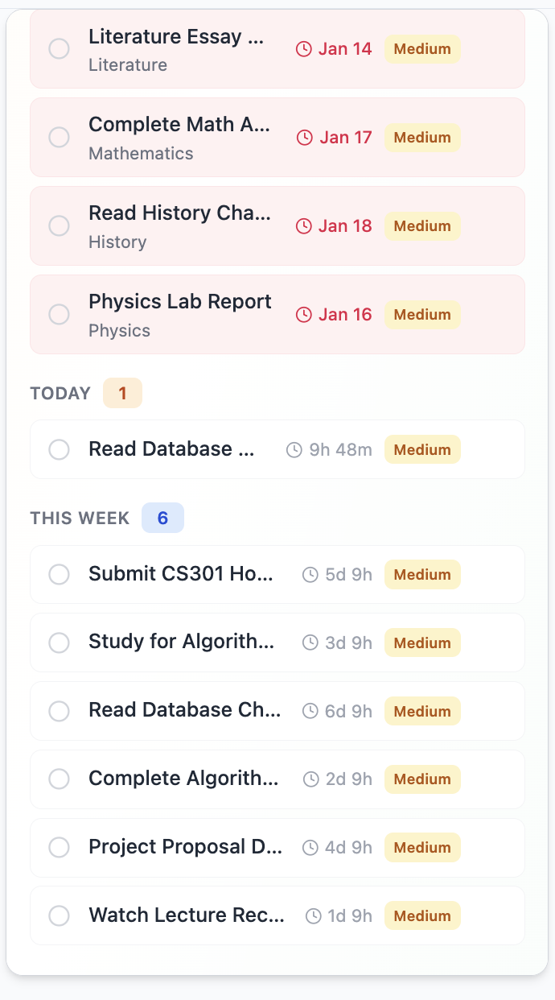 Literature Essay ...
Jan 14
Medium
Literature
Complete Math A...
Jan 17
Medium
Mathematics
Read History Cha...
Jan 18
Medium
History
Physics Lab Report
Jan 16
Medium
Physics
TODAY 1
Read Database ...
9h 48m
Medium
THIS WEEK 6
Submit CS301 Ho...
5d 9h
Medium
Study for Algorith...
3d 9h
Medium
Read Database Ch...
6d 9h
Medium
Complete Algorith...
2d 9h
Medium
Project Proposal D...
4d 9h
Medium
Watch Lecture Rec...
1d 9h
Medium